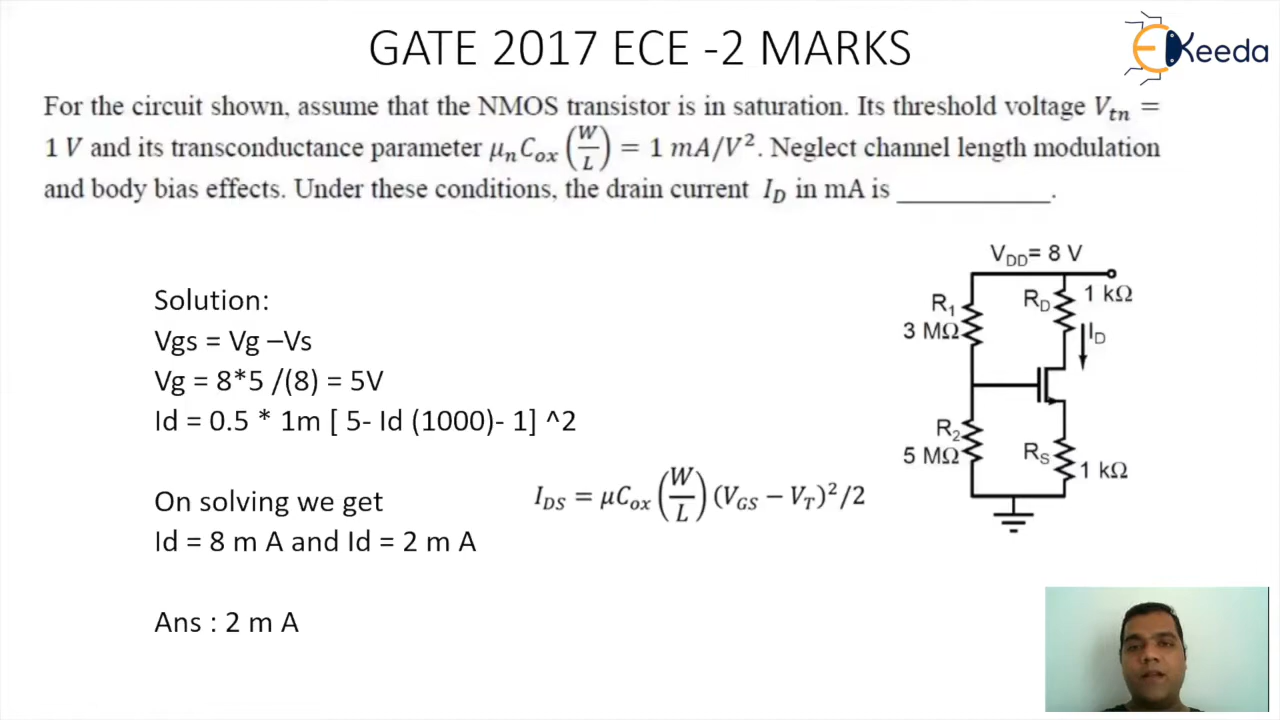 GATE 2017 ECE -2 MARKS
EKeeda
For the circuit shown, assume that the NMOS transistor is in saturation. Its threshold voltage V_tn =
1 V and its transconductance parameter μ_n C_ox (W/L) = 1 mA/V². Neglect channel length modulation
and body bias effects. Under these conditions, the drain current I_D in mA is ________.
V_DD= 8 V
R_D 1 kΩ
R_1
3 MΩ
I_D
R_2
5 MΩ
R_S
1 kΩ
Solution:
Vgs = Vg –Vs
Vg = 8*5 /(8) = 5V
Id = 0.5 * 1m [ 5- Id (1000)- 1] ^2
On solving we get
I_DS = μC_ox (W/L) (V_GS − V_T)²/2
Id = 8 m A and Id = 2 m A
Ans : 2 m A